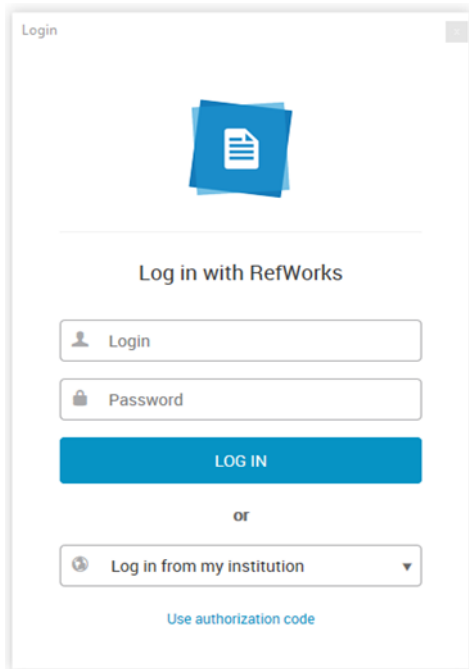 Login
Log in with RefWorks
Login
Password
LOG IN
or
Log in from my institution
Use authorization code